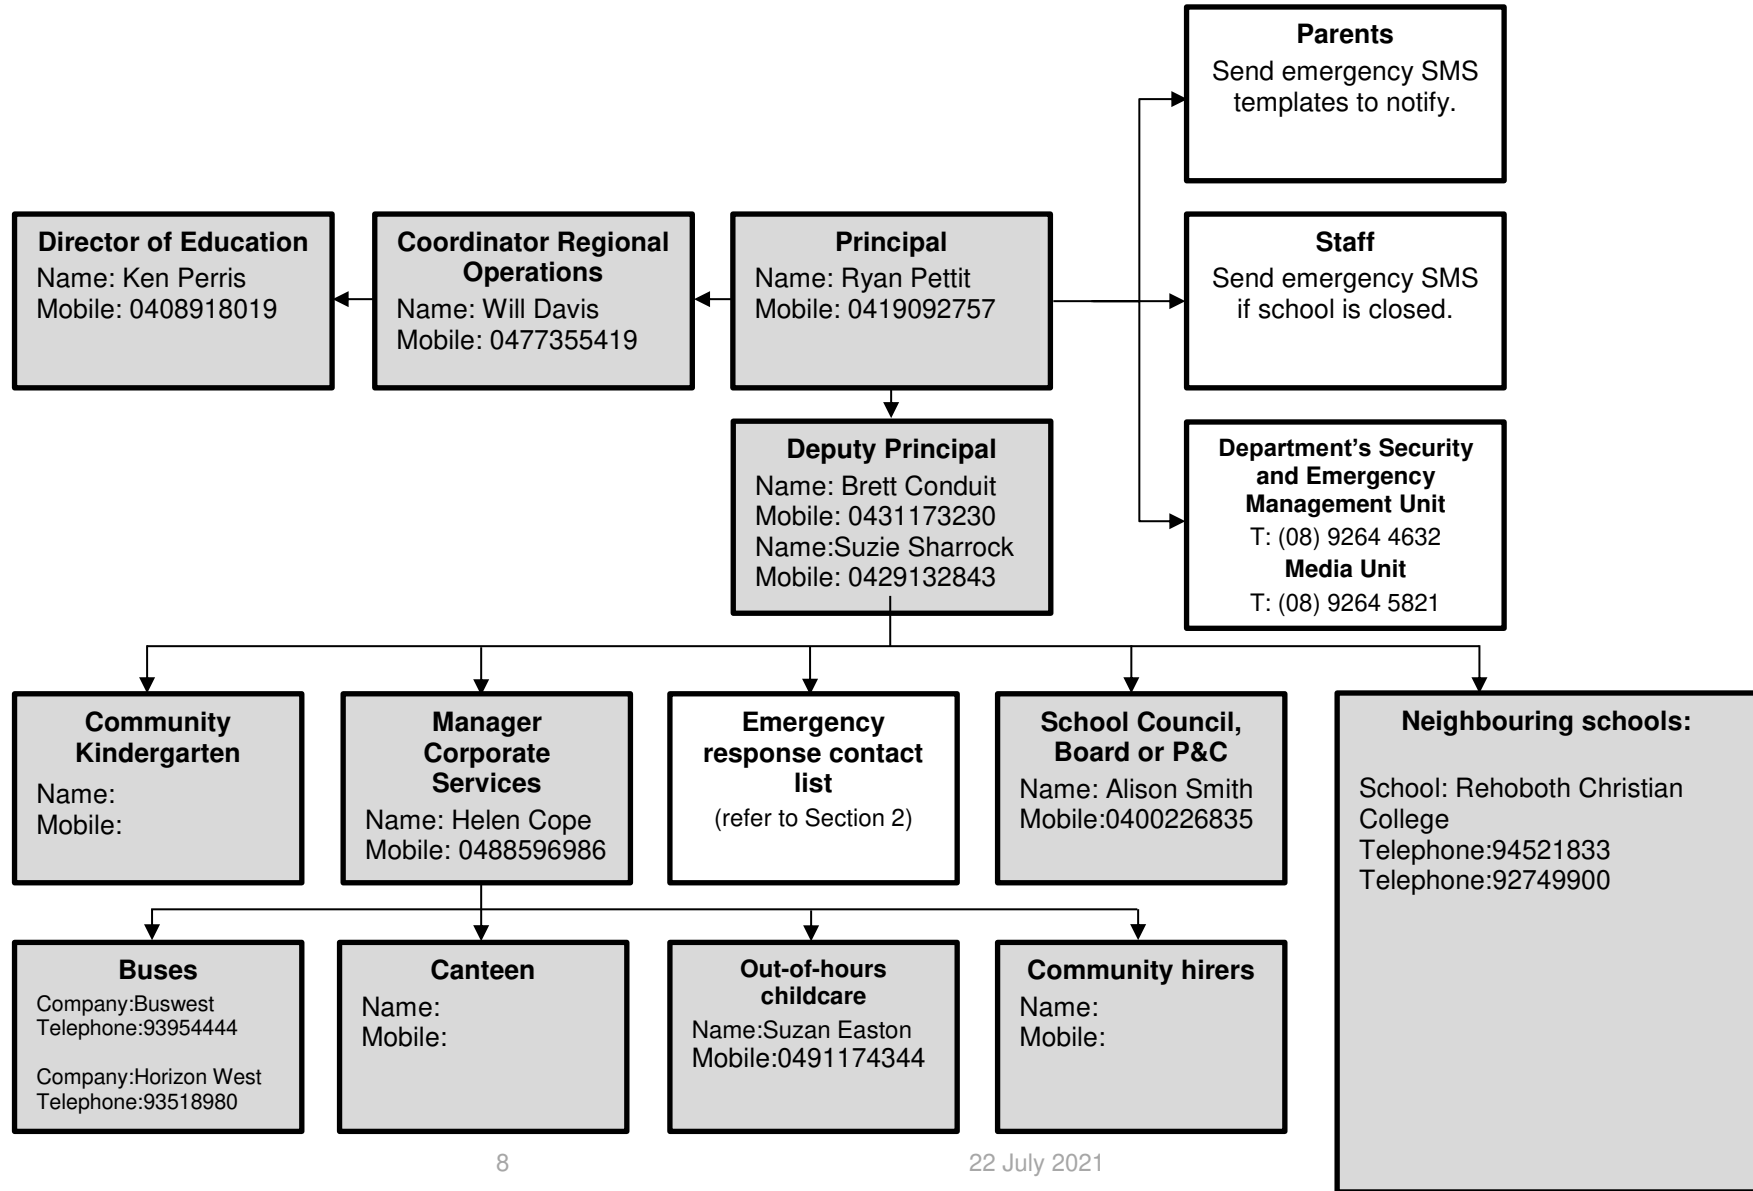 Parents
Send emergency SMS
templates to notify.
Director of Education
Name: Ken Perris
Mobile: 0408918019
Coordinator Regional
Operations
Name: Will Davis
Mobile: 0477355419
Principal
Name: Ryan Pettit
Mobile: 0419092757
Staff
Send emergency SMS
if school is closed.
Deputy Principal
Name: Brett Conduit
Mobile: 0431173230
Name:Suzie Sharrock
Mobile: 0429132843
Department’s Security
and Emergency
Management Unit
T: (08) 9264 4632
Media Unit
T: (08) 9264 5821
Community
Kindergarten
Name:
Mobile:
Manager
Corporate
Services
Name: Helen Cope
Mobile: 0488596986
Emergency
response contact
list
(refer to Section 2)
School Council,
Board or P&C
Name: Alison Smith
Mobile:0400226835
Neighbouring schools:
School: Rehoboth Christian
College
Telephone:94521833
Telephone:92749900
Buses
Company:Buswest
Telephone:93954444
Company:Horizon West
Telephone:93518980
Canteen
Name:
Mobile:
Out-of-hours
childcare
Name:Suzan Easton
Mobile:0491174344
Community hirers
Name:
Mobile:
8
22 July 2021